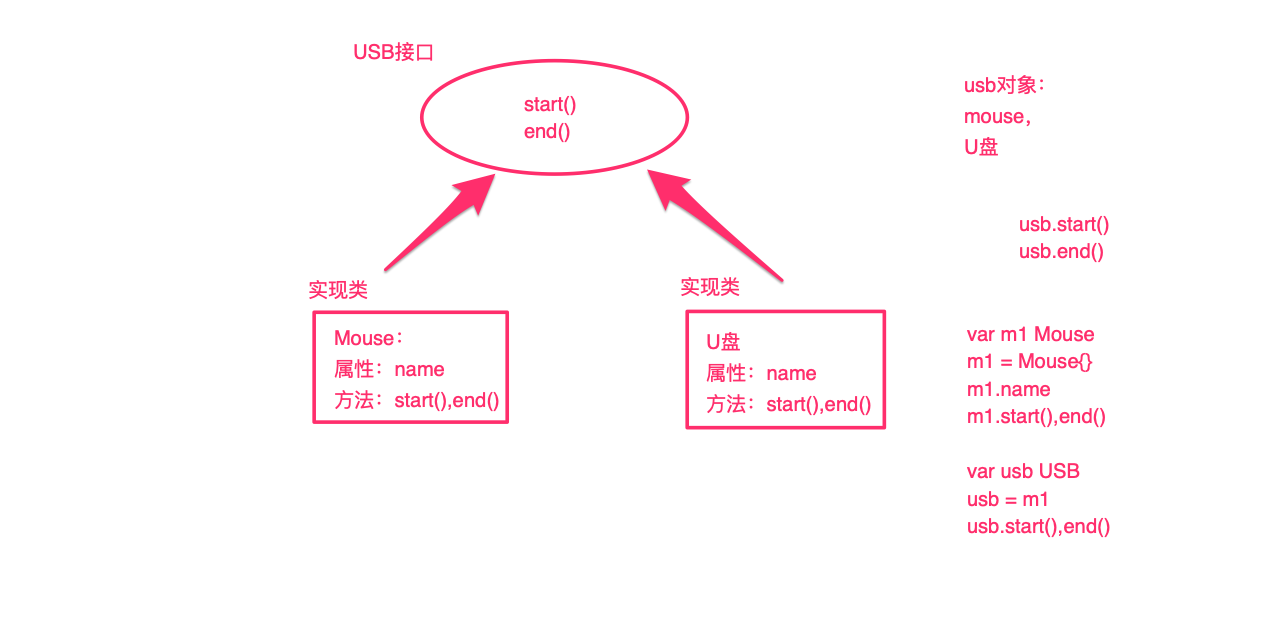 USB接口
start()
end()
实现类
Mouse：
属性：name
方法：start(),end()
实现类
U盘
属性：name
方法：start(),end()
usb对象：
mouse，
U盘
usb.start()
usb.end()
var m1 Mouse
m1 = Mouse{}
m1.name
m1.start(),end()
var usb USB
usb = m1
usb.start(),end()